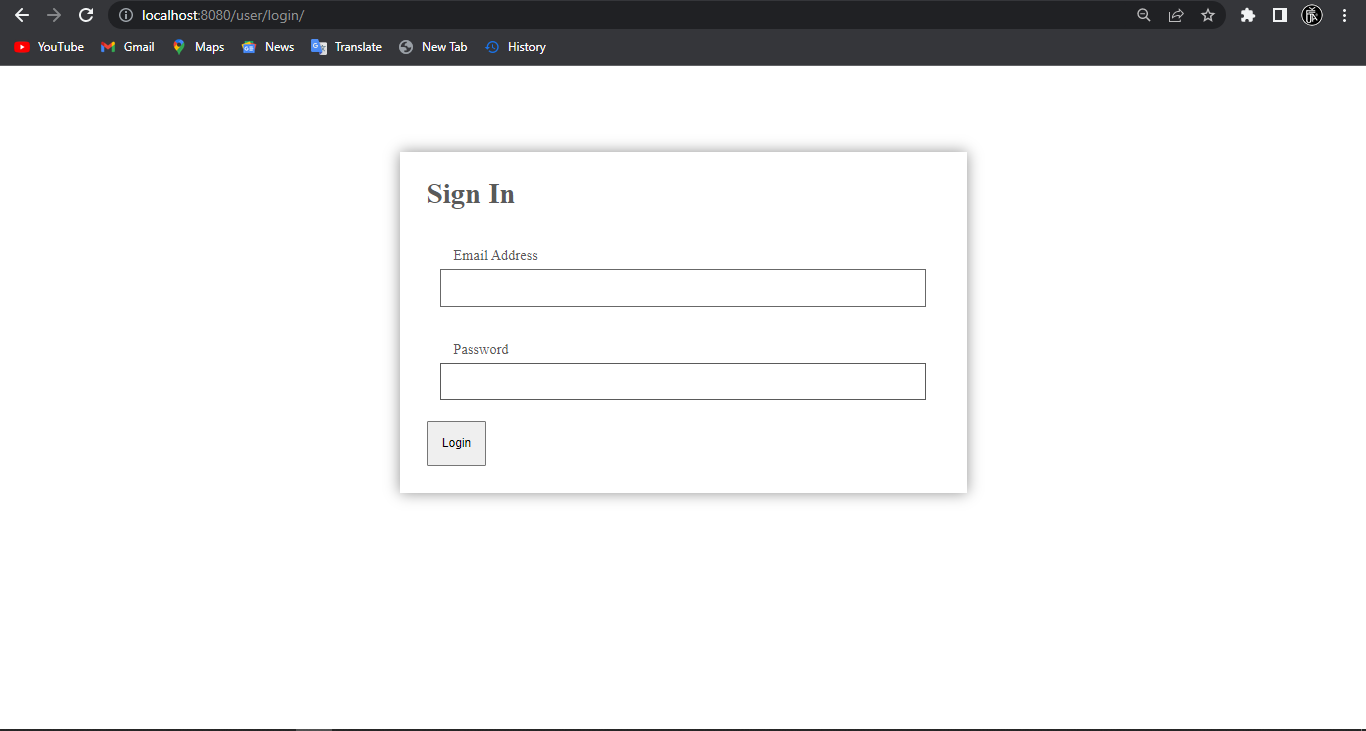 localhost:8080/user/login/
YouTube Gmail Maps News Translate New Tab History
Sign In
Email Address
Password
Login